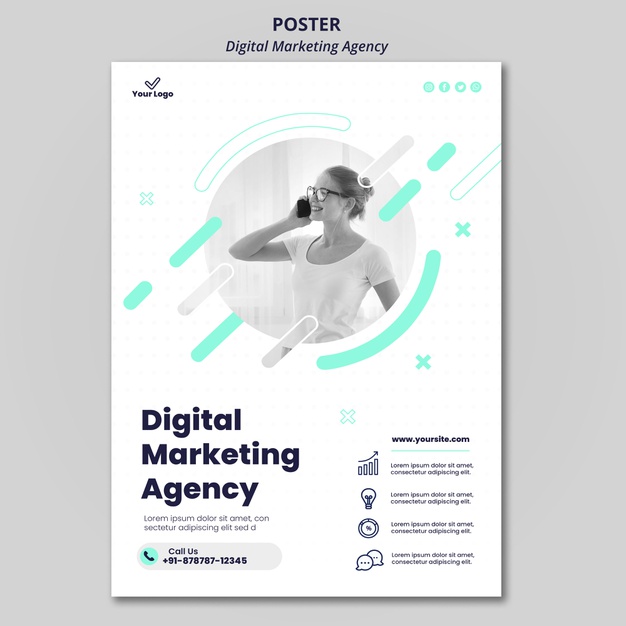 POSTER
Digital Marketing Agency
Your Logo
Digital
Marketing
Agency
Lorem ipsum dolor sit amet, con
sectetur adipiscing elit sed d
Call Us
+91-878787-12345
www.yoursite.com
Lorem ipsum dolor sit amet,
consectetur adipiscing elit.
Lorem ipsum dolor sit amet,
consectetur adipiscing elit.
Lorem ipsum dolor sit amet,
consectetur adipiscing elit.
Lorem ipsum dolor sit amet,
consectetur adipiscing elit.